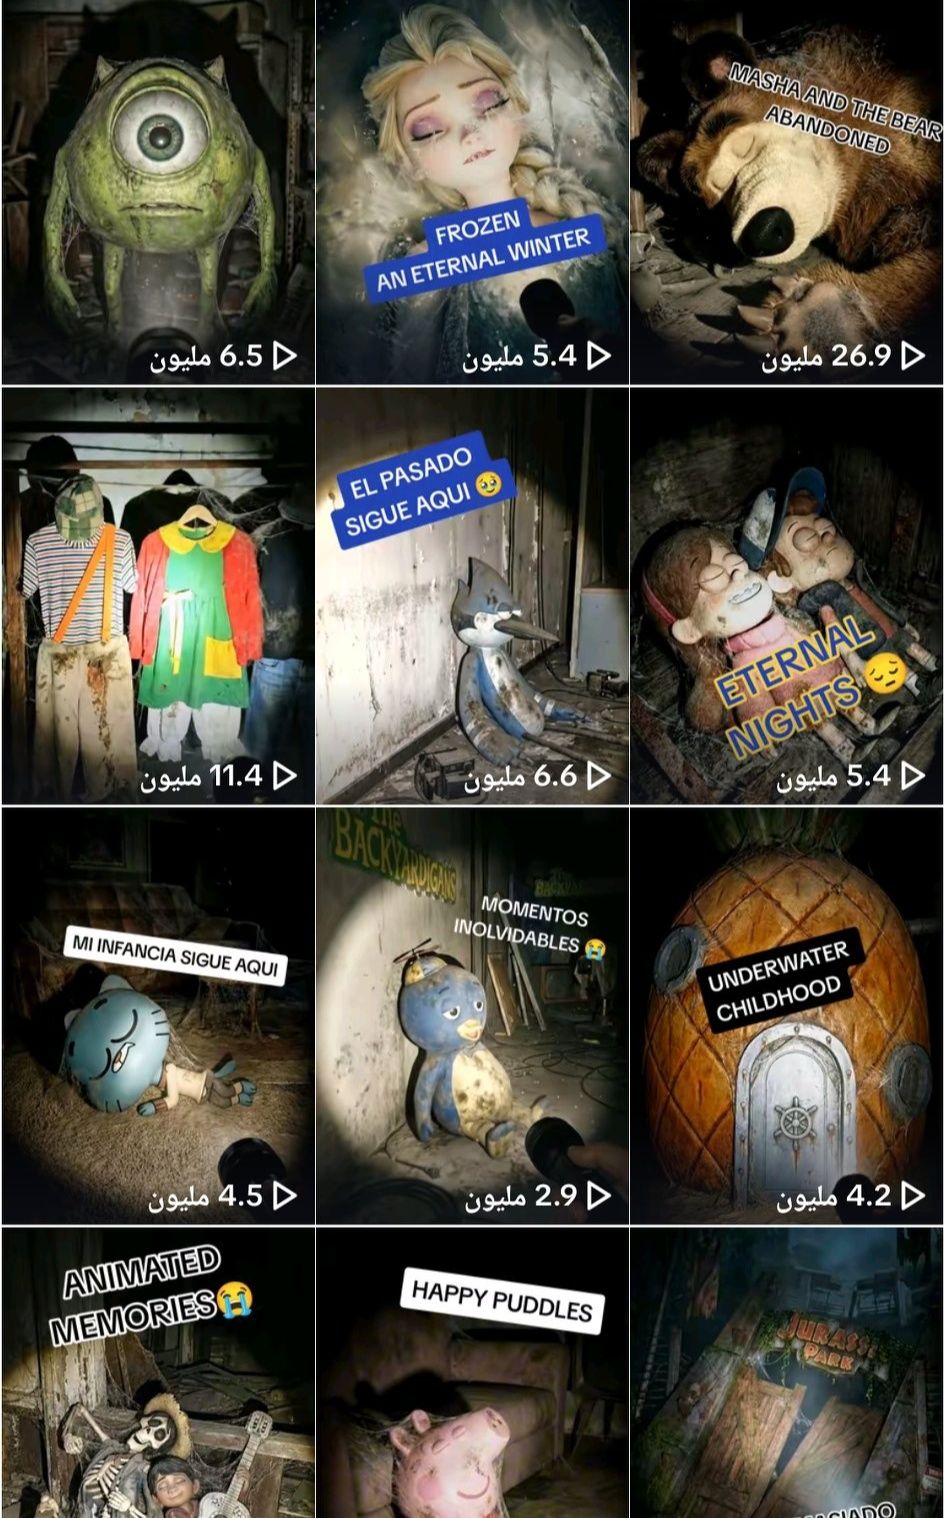 6.5 مليون
FROZEN
AN ETERNAL WINTER
5.4 مليون
MASHA AND THE BEAR
ABANDONED
26.9 مليون
11.4 مليون
EL PASADO
SIGUE AQUI 🥹
6.6 مليون
ETERNAL
NIGHTS 😔
5.4 مليون
MI INFANCIA SIGUE AQUI
4.5 مليون
The
BACKYARDIGANS
MOMENTOS
INOLVIDABLES 😭
2.9 مليون
UNDERWATER
CHILDHOOD
4.2 مليون
ANIMATED
MEMORIES😭
HAPPY PUDDLES
JURASSI
PARK